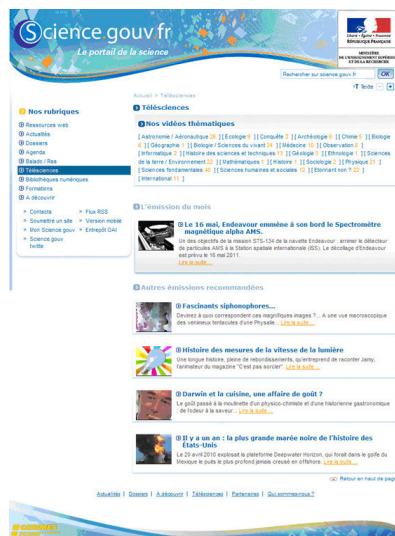 Science.gouv.fr
Le portail de la science
Liberté • Égalité • Fraternité
RÉPUBLIQUE FRANÇAISE
MINISTÈRE
DE L'ENSEIGNEMENT SUPÉRIEUR
ET DE LA RECHERCHE
Rechercher sur science.gouv.fr OK
Texte - +
Accueil > Télésciences
Nos rubriques
Ressources web
Actualités
Dossiers
Agenda
Balado / Rss
Télésciences
Bibliothèques numériques
Formations
A découvrir
Contacts
Flux RSS
Soumettre un site
Version mobile
Mon Science gouv
Entrepôt OAI
Science.gouv
twitte
Télésciences
Nos vidéos thématiques
[ Astronomie / Aéronautique 25 ] [ Ecologie 9 ] [ Conquête 2 ] [ Archéologie 6 ] [ Chimie 5 ] [ Biologie
4 ] [ Géographie 1 ] [ Biologie / Sciences du vivant 24 ] [ Médecine 10 ] [ Observation 8 ]
[ Informatique 2 ] [ Histoire des sciences et techniques 13 ] [ Géologie 3 ] [ Ethnologie 1 ] [ Sciences
de la terre / Environnement 22 ] [ Mathématiques 5 ] [ Histoire 1 ] [ Sociologie 2 ] [ Physique 21 ]
[ Sciences fondamentales 40 ] [ Sciences humaines et sociales 12 ] [ Etonnant non ? 22 ]
[ International 11 ]
L'émission du mois
Le 16 mai, Endeavour emmène à son bord le Spectromètre
magnétique alpha AMS.
Un des objectifs de la mission STS-134 de la navette Endeavour : arrimer le détecteur
de particules AMS à la Station spatiale internationale (ISS). Le décollage d'Endeavour
est prévu le 16 mai 2011.
Lire la suite ...
Autres émissions recommandées
Fascinants siphonophores...
Devinez à quoi correspondent ces magnifiques images ?... A une vue macroscopique
des venimeux tentacules d'une Physalie... Lire la suite ...
Histoire des mesures de la vitesse de la lumière
Une longue histoire, pleine de rebondissements, qu'entreprend de raconter Jamy,
l'animateur du magazine "C'est pas sorcier". Lire la suite ...
Darwin et la cuisine, une affaire de goût ?
Le goût passé à la moulinette d'un physico-chimiste et d'une historienne gastronomique
: de l'odeur à la saveur... Lire la suite ...
Il y a un an : la plus grande marée noire de l'histoire des
États-Unis
Le 20 avril 2010 explosait la plateforme Deepwater Horizon, qui forait dans le golfe du
Mexique le puits le plus profond jamais creusé en offshore. Lire la suite ...
Retour en haut de page
Actualités | Dossiers | A découvrir | Télésciences | Partenaires | Qui sommes-nous ?